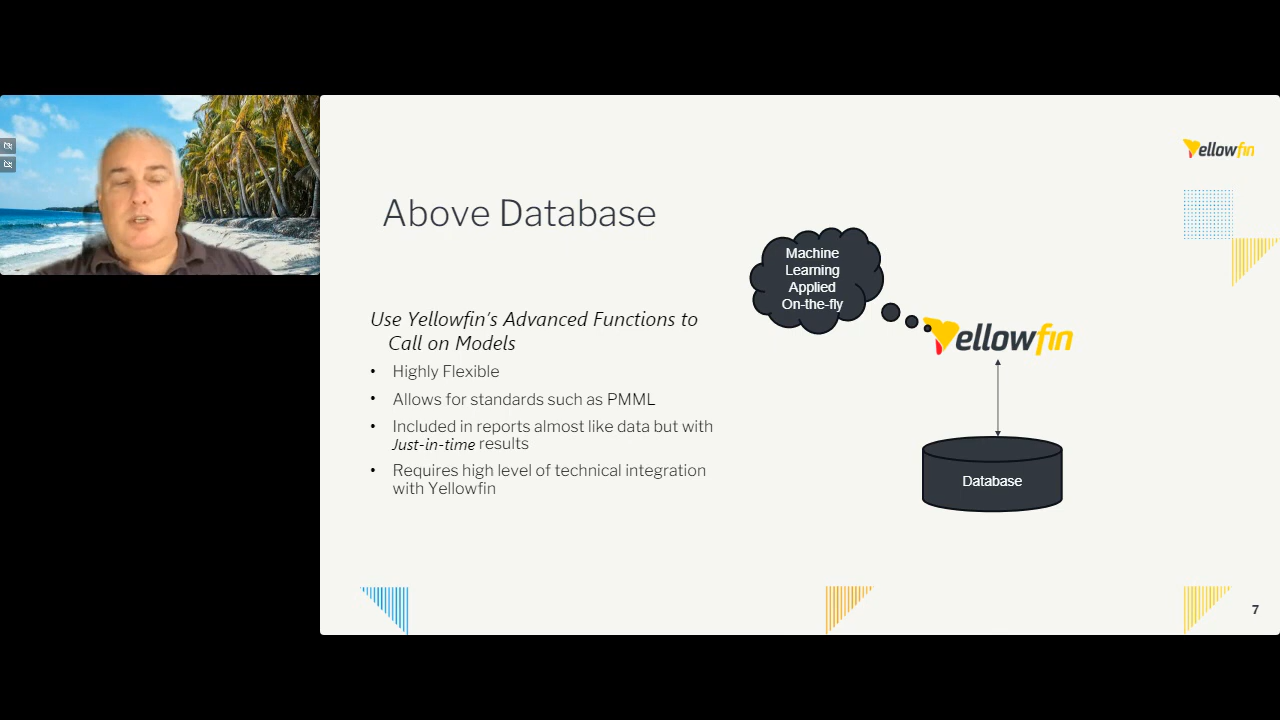 Yellowfin
Above Database
Machine
Learning
Applied
On-the-fly
Yellowfin
Use Yellowfin's Advanced Functions to
Call on Models
• Highly Flexible
• Allows for standards such as PMML
• Included in reports almost like data but with
Just-in-time results
• Requires high level of technical integration
with Yellowfin
Database
7